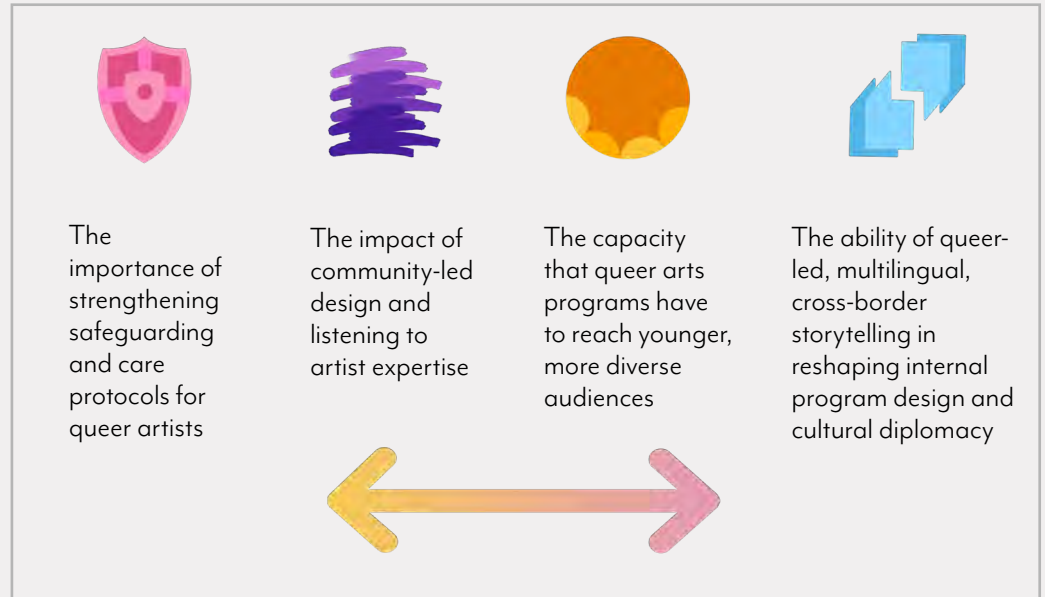 The
importance of
strengthening
safeguarding
and care
protocols for
queer artists
The impact of
community-led
design and
listening to
artist expertise
The capacity
that queer arts
programs have
to reach younger,
more diverse
audiences
The ability of queer-
led, multilingual,
cross-border
storytelling in
reshaping internal
program design and
cultural diplomacy